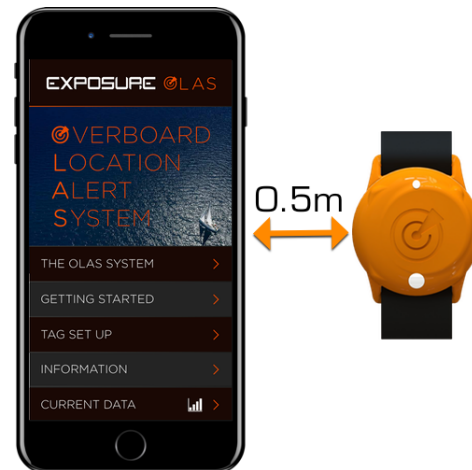 EXPOSURE OLAS
OVERBOARD
LOCATION
ALERT
SYSTEM
0.5m
THE OLAS SYSTEM
GETTING STARTED
TAG SET UP
INFORMATION
CURRENT DATA